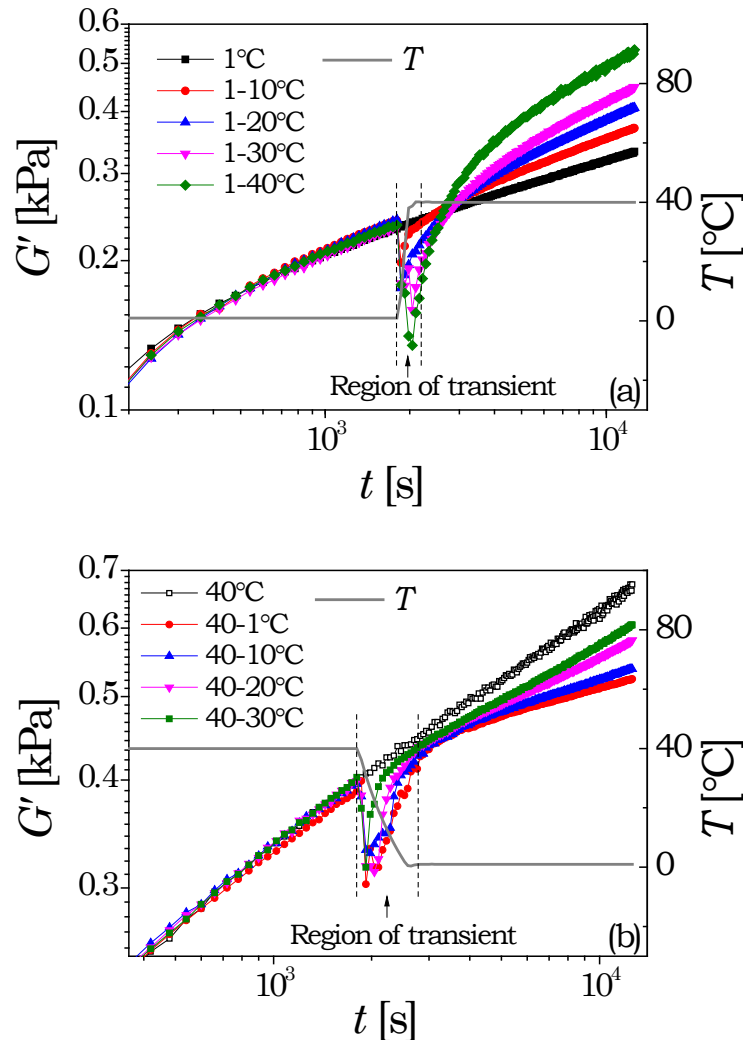 0.6
0.5
0.4
0.3
0.2
0.1
G' [kPa]
1°C
1-10°C
1-20°C
1-30°C
1-40°C
T
80
40
0
T [°C]
Region of transient
(a)
10³
10⁴
t [s]
0.7
0.6
0.5
0.4
0.3
G' [kPa]
40°C
40-1°C
40-10°C
40-20°C
40-30°C
T
80
40
0
T [°C]
Region of transient
(b)
10³
10⁴
t [s]